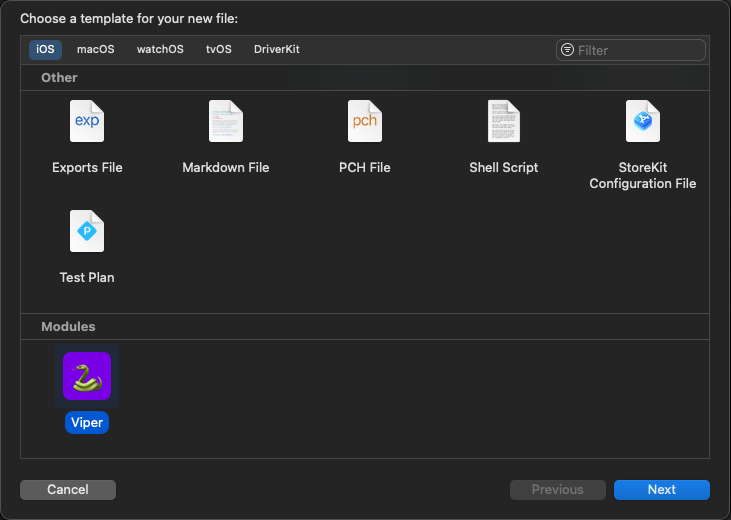 Choose a template for your new file:
iOS macOS watchOS tvOS DriverKit Filter
Other
exp pch
Exports File Markdown File PCH File Shell Script StoreKit
Configuration File
P
Test Plan
Modules
Viper
Cancel Previous Next